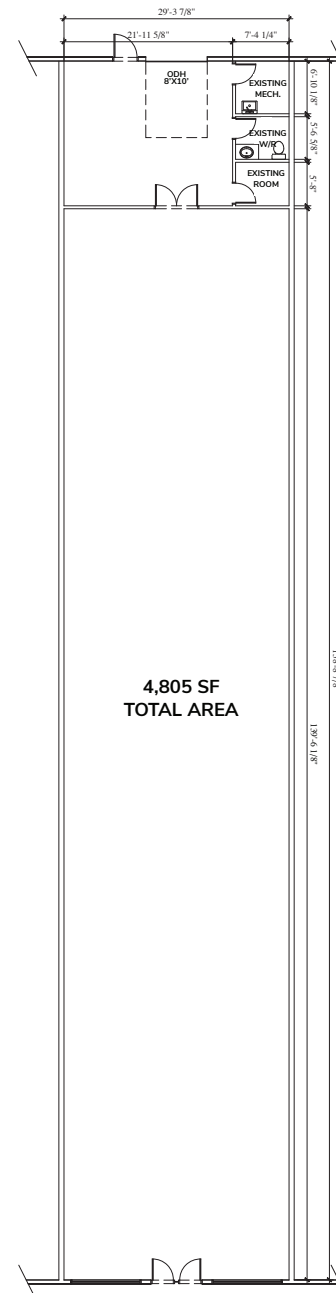 29'-3 7/8"
21'-11 5/8"
7'-4 1/4"
ODH
8'X10'
EXISTING
MECH.
6'-10 1/8"
EXISTING
W/R
5'-6 5/8"
EXISTING
ROOM
5'-8"
4,805 SF
TOTAL AREA
139'-6 1/8"